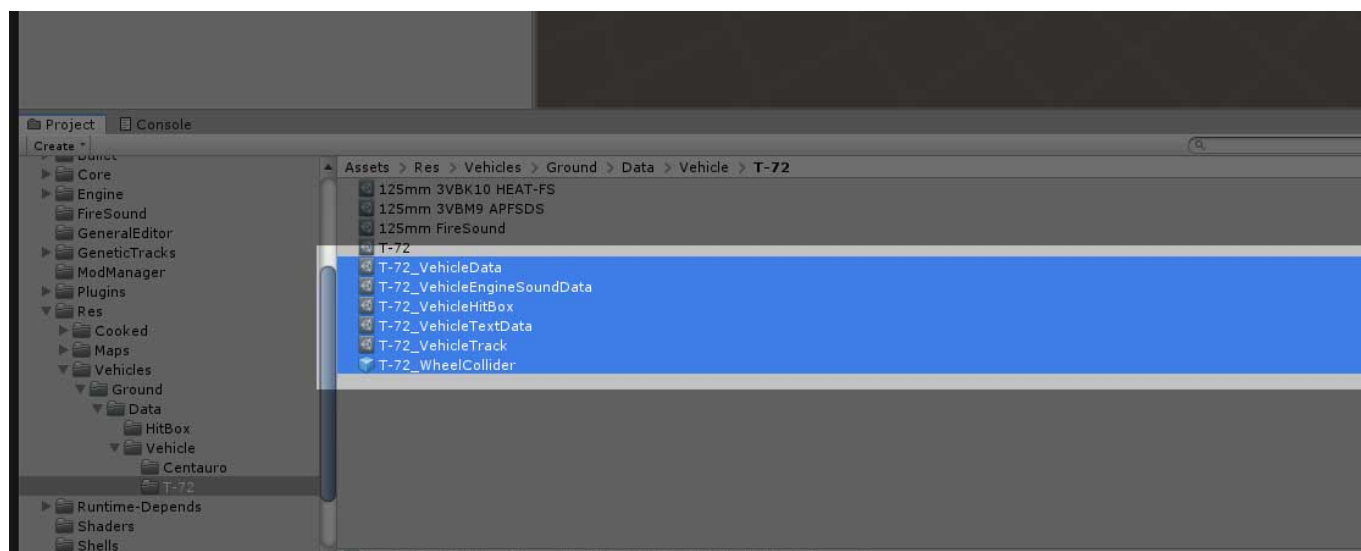 Project Console
Create
Bullet
Core
Engine
FireSound
GeneralEditor
GeneticTracks
ModManager
Plugins
Res
Cooked
Maps
Vehicles
Ground
Data
HitBox
Vehicle
Centauro
T-72
Runtime-Depends
Shaders
Shells
Assets > Res > Vehicles > Ground > Data > Vehicle > T-72
125mm 3VBK10 HEAT-FS
125mm 3VBM9 APFSDS
125mm FireSound
T-72
T-72_VehicleData
T-72_VehicleEngineSoundData
T-72_VehicleHitBox
T-72_VehicleTextData
T-72_VehicleTrack
T-72_WheelCollider